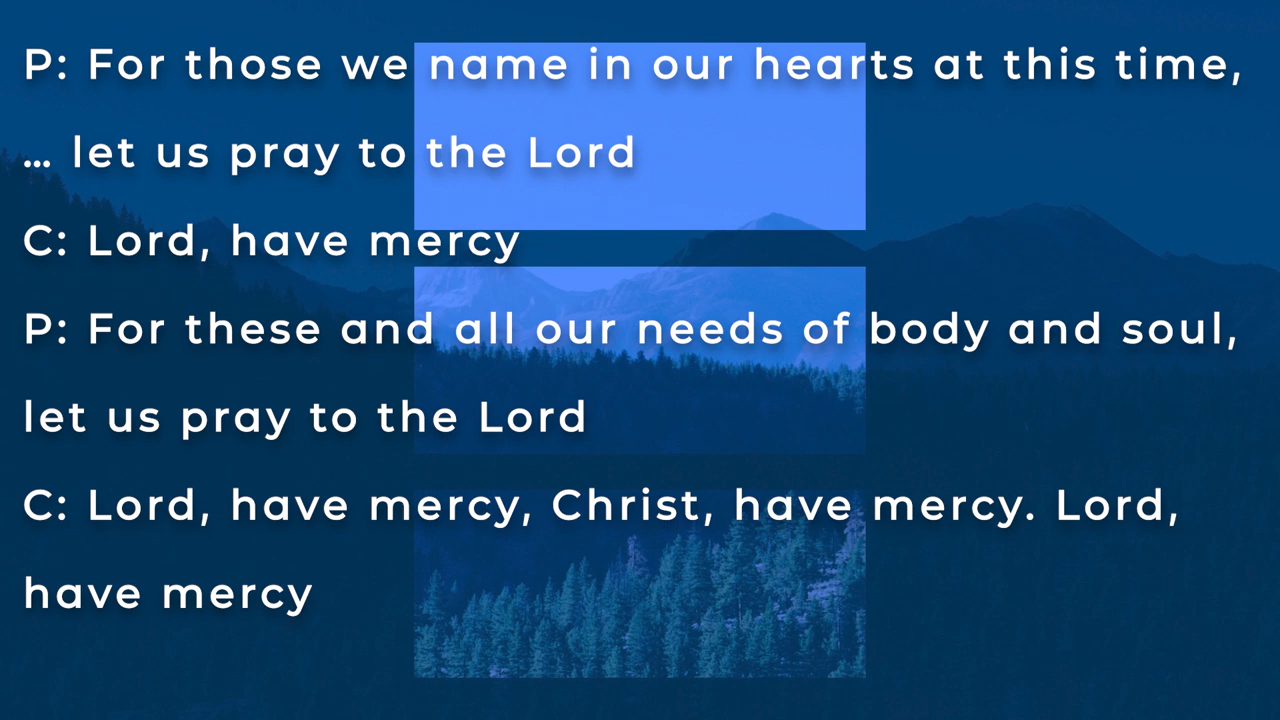 P: For those we name in our hearts at this time,
… let us pray to the Lord
C: Lord, have mercy
P: For these and all our needs of body and soul,
let us pray to the Lord
C: Lord, have mercy, Christ, have mercy. Lord,
have mercy